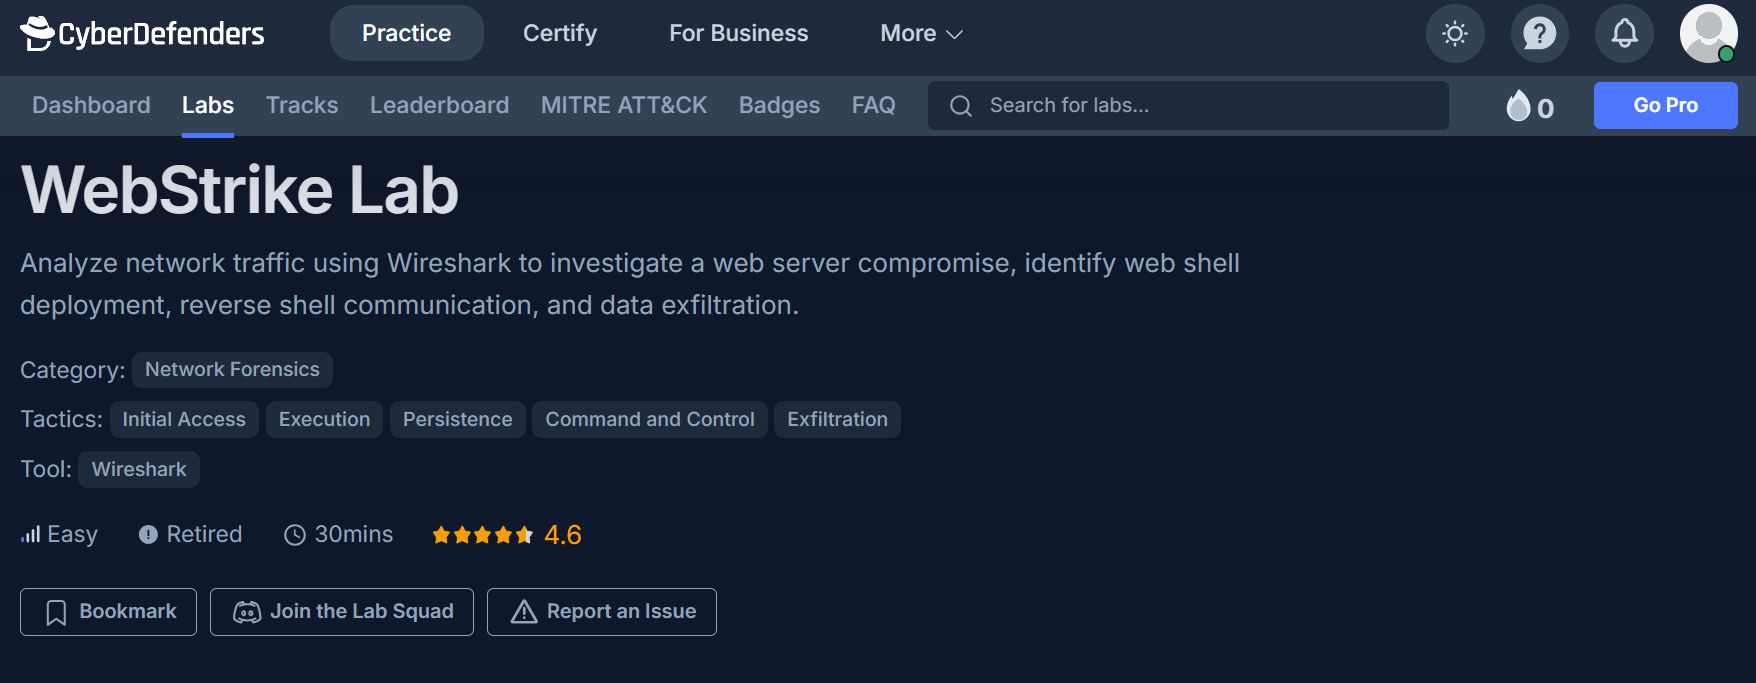 CyberDefenders Practice Certify For Business More
Dashboard Labs Tracks Leaderboard MITRE ATT&CK Badges FAQ Search for labs... 0 Go Pro
WebStrike Lab
Analyze network traffic using Wireshark to investigate a web server compromise, identify web shell
deployment, reverse shell communication, and data exfiltration.
Category: Network Forensics
Tactics: Initial Access Execution Persistence Command and Control Exfiltration
Tool: Wireshark
Easy Retired 30mins 4.6
Bookmark Join the Lab Squad Report an Issue